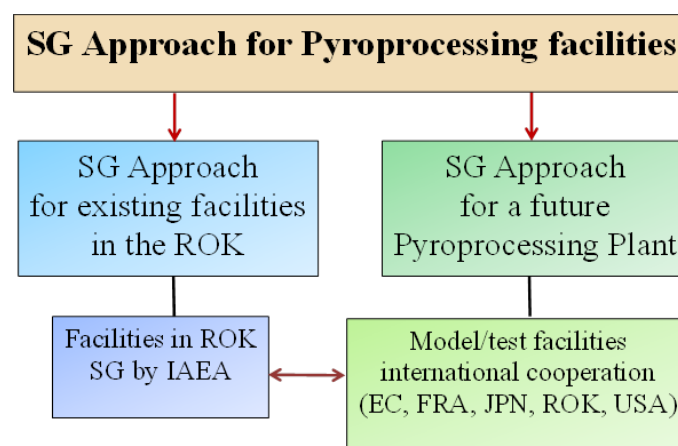 SG Approach for Pyroprocessing facilities
SG Approach
for existing facilities
in the ROK
SG Approach
for a future
Pyroprocessing Plant
Facilities in ROK
SG by IAEA
Model/test facilities
international cooperation
(EC, FRA, JPN, ROK, USA)